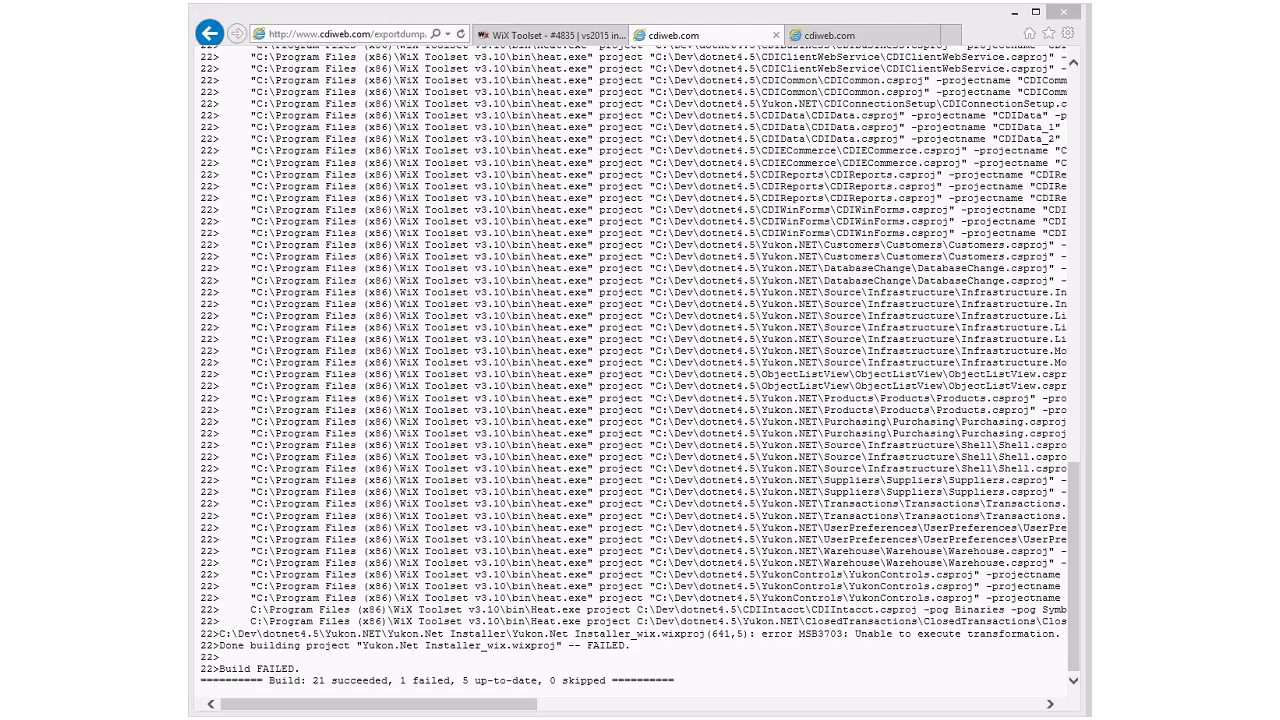 http://www.cdiweb.com/exportdump,
WiX Toolset - #4835 | vs2015 in...
cdiweb.com
cdiweb.com
22> "C:\Program Files (x86)\WiX Toolset v3.10\bin\heat.exe" project "C:\Dev\dotnet4.5\CDIBusiness\CDIBusiness.csproj" -projectname "CDI
22> "C:\Program Files (x86)\WiX Toolset v3.10\bin\heat.exe" project "C:\Dev\dotnet4.5\CDIClientWebService\CDIClientWebService.csproj" -
22> "C:\Program Files (x86)\WiX Toolset v3.10\bin\heat.exe" project "C:\Dev\dotnet4.5\CDIClientWebService\CDIClientWebService.csproj" -
22> "C:\Program Files (x86)\WiX Toolset v3.10\bin\heat.exe" project "C:\Dev\dotnet4.5\CDICommon\CDICommon.csproj" -projectname "CDIComm
22> "C:\Program Files (x86)\WiX Toolset v3.10\bin\heat.exe" project "C:\Dev\dotnet4.5\CDICommon\CDICommon.csproj" -projectname "CDIComm
22> "C:\Program Files (x86)\WiX Toolset v3.10\bin\heat.exe" project "C:\Dev\dotnet4.5\Yukon.NET\CDIConnectionSetup\CDIConnectionSetup.c
22> "C:\Program Files (x86)\WiX Toolset v3.10\bin\heat.exe" project "C:\Dev\dotnet4.5\CDIData\CDIData.csproj" -projectname "CDIData" -p
22> "C:\Program Files (x86)\WiX Toolset v3.10\bin\heat.exe" project "C:\Dev\dotnet4.5\CDIData\CDIData.csproj" -projectname "CDIData_1"
22> "C:\Program Files (x86)\WiX Toolset v3.10\bin\heat.exe" project "C:\Dev\dotnet4.5\CDIData\CDIData.csproj" -projectname "CDIData_2"
22> "C:\Program Files (x86)\WiX Toolset v3.10\bin\heat.exe" project "C:\Dev\dotnet4.5\CDIECommerce\CDIECommerce.csproj" -projectname "C
22> "C:\Program Files (x86)\WiX Toolset v3.10\bin\heat.exe" project "C:\Dev\dotnet4.5\CDIECommerce\CDIECommerce.csproj" -projectname "C
22> "C:\Program Files (x86)\WiX Toolset v3.10\bin\heat.exe" project "C:\Dev\dotnet4.5\CDIReports\CDIReports.csproj" -projectname "CDIRe
22> "C:\Program Files (x86)\WiX Toolset v3.10\bin\heat.exe" project "C:\Dev\dotnet4.5\CDIReports\CDIReports.csproj" -projectname "CDIRe
22> "C:\Program Files (x86)\WiX Toolset v3.10\bin\heat.exe" project "C:\Dev\dotnet4.5\CDIReports\CDIReports.csproj" -projectname "CDIRe
22> "C:\Program Files (x86)\WiX Toolset v3.10\bin\heat.exe" project "C:\Dev\dotnet4.5\CDIWinForms\CDIWinForms.csproj" -projectname "CDI
22> "C:\Program Files (x86)\WiX Toolset v3.10\bin\heat.exe" project "C:\Dev\dotnet4.5\CDIWinForms\CDIWinForms.csproj" -projectname "CDI
22> "C:\Program Files (x86)\WiX Toolset v3.10\bin\heat.exe" project "C:\Dev\dotnet4.5\CDIWinForms\CDIWinForms.csproj" -projectname "CDI
22> "C:\Program Files (x86)\WiX Toolset v3.10\bin\heat.exe" project "C:\Dev\dotnet4.5\Yukon.NET\Customers\Customers\Customers.csproj" -
22> "C:\Program Files (x86)\WiX Toolset v3.10\bin\heat.exe" project "C:\Dev\dotnet4.5\Yukon.NET\Customers\Customers\Customers.csproj" -
22> "C:\Program Files (x86)\WiX Toolset v3.10\bin\heat.exe" project "C:\Dev\dotnet4.5\Yukon.NET\DatabaseChange\DatabaseChange.csproj" -
22> "C:\Program Files (x86)\WiX Toolset v3.10\bin\heat.exe" project "C:\Dev\dotnet4.5\Yukon.NET\DatabaseChange\DatabaseChange.csproj" -
22> "C:\Program Files (x86)\WiX Toolset v3.10\bin\heat.exe" project "C:\Dev\dotnet4.5\Yukon.NET\Source\Infrastructure\Infrastructure.In
22> "C:\Program Files (x86)\WiX Toolset v3.10\bin\heat.exe" project "C:\Dev\dotnet4.5\Yukon.NET\Source\Infrastructure\Infrastructure.In
22> "C:\Program Files (x86)\WiX Toolset v3.10\bin\heat.exe" project "C:\Dev\dotnet4.5\Yukon.NET\Source\Infrastructure\Infrastructure.Li
22> "C:\Program Files (x86)\WiX Toolset v3.10\bin\heat.exe" project "C:\Dev\dotnet4.5\Yukon.NET\Source\Infrastructure\Infrastructure.Li
22> "C:\Program Files (x86)\WiX Toolset v3.10\bin\heat.exe" project "C:\Dev\dotnet4.5\Yukon.NET\Source\Infrastructure\Infrastructure.Li
22> "C:\Program Files (x86)\WiX Toolset v3.10\bin\heat.exe" project "C:\Dev\dotnet4.5\Yukon.NET\Source\Infrastructure\Infrastructure.Mo
22> "C:\Program Files (x86)\WiX Toolset v3.10\bin\heat.exe" project "C:\Dev\dotnet4.5\Yukon.NET\Source\Infrastructure\Infrastructure.Mo
22> "C:\Program Files (x86)\WiX Toolset v3.10\bin\heat.exe" project "C:\Dev\dotnet4.5\ObjectListView\ObjectListView\ObjectListView.cspr
22> "C:\Program Files (x86)\WiX Toolset v3.10\bin\heat.exe" project "C:\Dev\dotnet4.5\ObjectListView\ObjectListView\ObjectListView.cspr
22> "C:\Program Files (x86)\WiX Toolset v3.10\bin\heat.exe" project "C:\Dev\dotnet4.5\Yukon.NET\Products\Products\Products.csproj" -pro
22> "C:\Program Files (x86)\WiX Toolset v3.10\bin\heat.exe" project "C:\Dev\dotnet4.5\Yukon.NET\Products\Products\Products.csproj" -pro
22> "C:\Program Files (x86)\WiX Toolset v3.10\bin\heat.exe" project "C:\Dev\dotnet4.5\Yukon.NET\Purchasing\Purchasing\Purchasing.csproj
22> "C:\Program Files (x86)\WiX Toolset v3.10\bin\heat.exe" project "C:\Dev\dotnet4.5\Yukon.NET\Purchasing\Purchasing\Purchasing.csproj
22> "C:\Program Files (x86)\WiX Toolset v3.10\bin\heat.exe" project "C:\Dev\dotnet4.5\Yukon.NET\Source\Infrastructure\Shell\Shell.cspro
22> "C:\Program Files (x86)\WiX Toolset v3.10\bin\heat.exe" project "C:\Dev\dotnet4.5\Yukon.NET\Source\Infrastructure\Shell\Shell.cspro
22> "C:\Program Files (x86)\WiX Toolset v3.10\bin\heat.exe" project "C:\Dev\dotnet4.5\Yukon.NET\Source\Infrastructure\Shell\Shell.cspro
22> "C:\Program Files (x86)\WiX Toolset v3.10\bin\heat.exe" project "C:\Dev\dotnet4.5\Yukon.NET\Suppliers\Suppliers\Suppliers.csproj" -
22> "C:\Program Files (x86)\WiX Toolset v3.10\bin\heat.exe" project "C:\Dev\dotnet4.5\Yukon.NET\Suppliers\Suppliers\Suppliers.csproj" -
22> "C:\Program Files (x86)\WiX Toolset v3.10\bin\heat.exe" project "C:\Dev\dotnet4.5\Yukon.NET\Transactions\Transactions\Transactions.
22> "C:\Program Files (x86)\WiX Toolset v3.10\bin\heat.exe" project "C:\Dev\dotnet4.5\Yukon.NET\Transactions\Transactions\Transactions.
22> "C:\Program Files (x86)\WiX Toolset v3.10\bin\heat.exe" project "C:\Dev\dotnet4.5\Yukon.NET\UserPreferences\UserPreferences\UserPre
22> "C:\Program Files (x86)\WiX Toolset v3.10\bin\heat.exe" project "C:\Dev\dotnet4.5\Yukon.NET\UserPreferences\UserPreferences\UserPre
22> "C:\Program Files (x86)\WiX Toolset v3.10\bin\heat.exe" project "C:\Dev\dotnet4.5\Yukon.NET\Warehouse\Warehouse\Warehouse.csproj" -
22> "C:\Program Files (x86)\WiX Toolset v3.10\bin\heat.exe" project "C:\Dev\dotnet4.5\Yukon.NET\Warehouse\Warehouse\Warehouse.csproj" -
22> "C:\Program Files (x86)\WiX Toolset v3.10\bin\heat.exe" project "C:\Dev\dotnet4.5\YukonControls\YukonControls.csproj" -projectname
22> "C:\Program Files (x86)\WiX Toolset v3.10\bin\heat.exe" project "C:\Dev\dotnet4.5\YukonControls\YukonControls.csproj" -projectname
22> "C:\Program Files (x86)\WiX Toolset v3.10\bin\heat.exe" project "C:\Dev\dotnet4.5\YukonControls\YukonControls.csproj" -projectname
22> C:\Program Files (x86)\WiX Toolset v3.10\bin\Heat.exe project C:\Dev\dotnet4.5\CDIIntacct\CDIIntacct.csproj -pog Binaries -pog Symb
22> C:\Program Files (x86)\WiX Toolset v3.10\bin\Heat.exe project C:\Dev\dotnet4.5\Yukon.NET\ClosedTransactions\ClosedTransactions\Clos
22>C:\Dev\dotnet4.5\Yukon.NET\Yukon.Net Installer\Yukon.Net Installer_wix.wixproj(641,5): error MSB3703: Unable to execute transformation.
22>Done building project "Yukon.Net Installer_wix.wixproj" -- FAILED.
22>
22>Build FAILED.
========== Build: 21 succeeded, 1 failed, 5 up-to-date, 0 skipped ==========